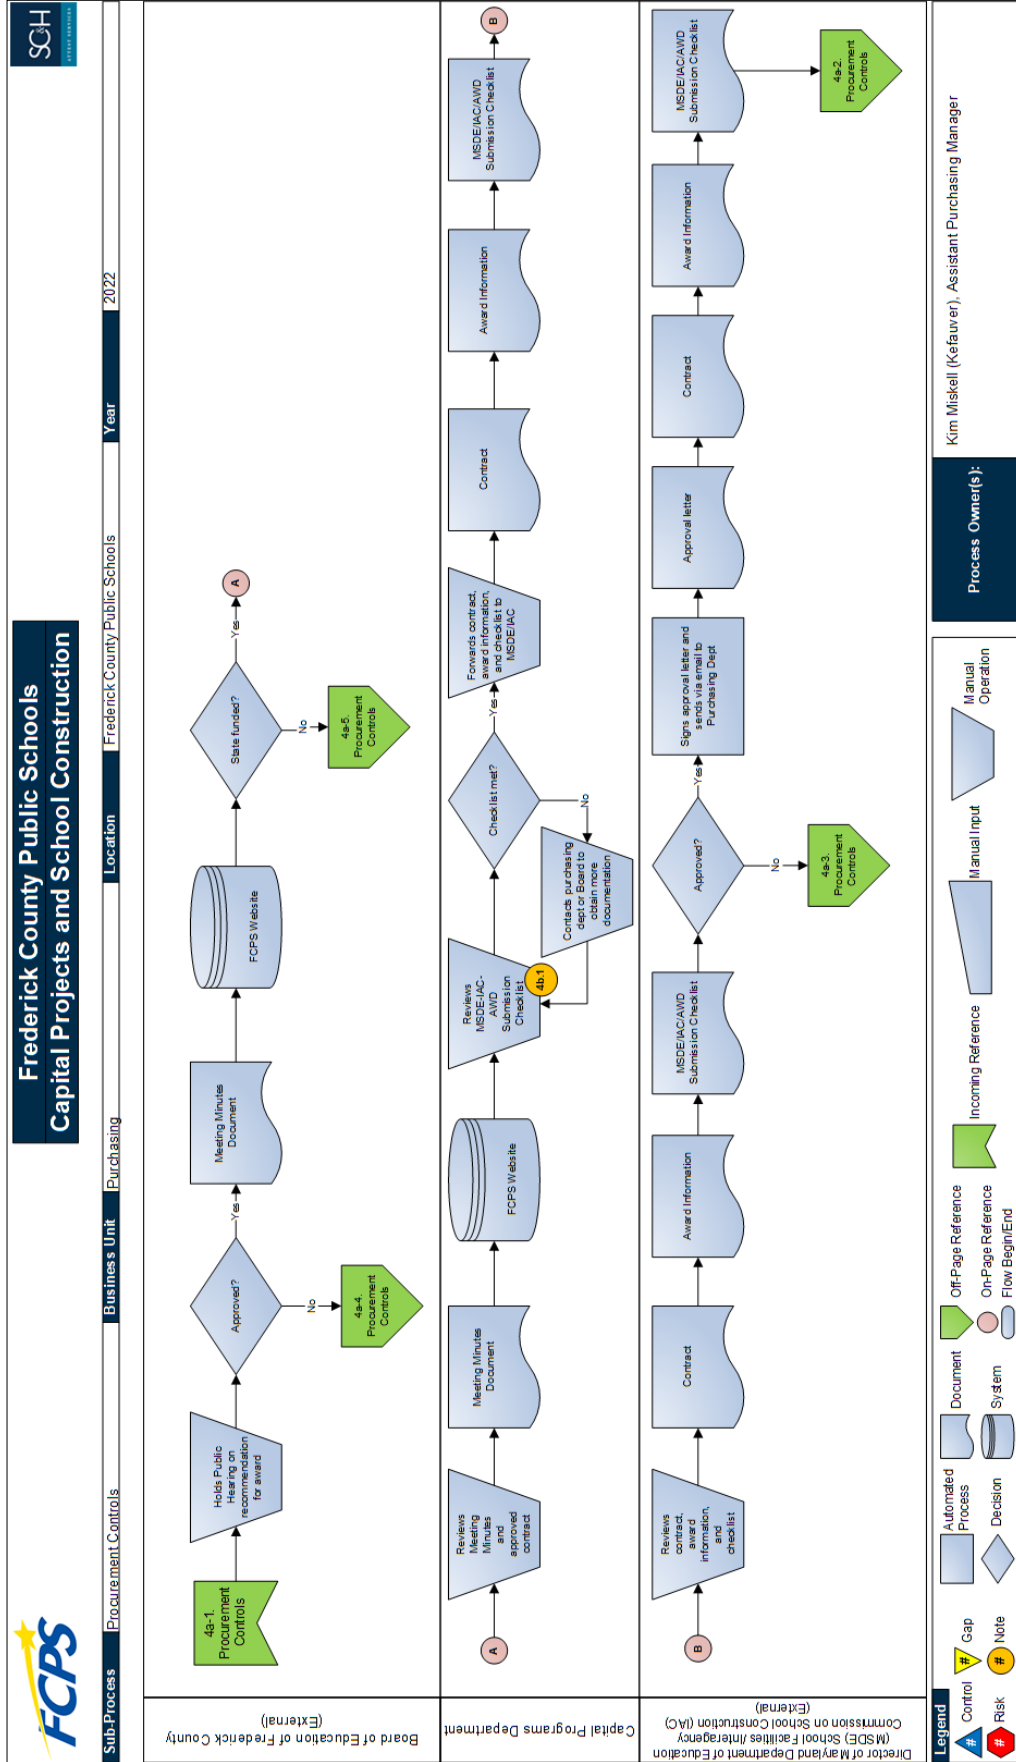 FCPS
Frederick County Public Schools
Capital Projects and School Construction
SC&H
ATTEST SERVICES
Sub-Process
Procurement Controls
Business Unit
Purchasing
Location
Frederick County Public Schools
Year
2022
Board of Education of Frederick County
(External)
4a-1.
Procurement
Controls
Holds Public
Hearing on
recommendation
for award
Approved?
No
4a-4.
Procurement
Controls
Yes
Meeting Minutes
Document
FCPS Website
State funded?
No
4a-5.
Procurement
Controls
Yes
A
Capital Programs Department
A
Reviews
Meeting
Minutes
and
approved
contract
Meeting Minutes
Document
FCPS Website
Reviews
MSDE-IAC-
AWD
Submission
Checklist
4b.1
Checklist met?
No
Contacts purchasing
dept or Board to
obtain more
documentation
Yes
Forwards contract,
award information,
and checklist to
MSDE/IAC
Contract
Award Information
MSDE/IAC/AWD
Submission Checklist
B
Director of Maryland Department of Education
(MSDE) School Facilities/Interagency
Commission on School Construction (IAC)
(External)
B
Reviews
contract,
award
information,
and
checklist
Contract
Award Information
MSDE/IAC/AWD
Submission Checklist
Approved?
No
4a-3.
Procurement
Controls
Yes
Signs approval letter and
sends via email to
Purchasing Dept
Approval letter
Contract
Award Information
MSDE/IAC/AWD
Submission Checklist
4a-2.
Procurement
Controls
Legend
# Control
# Gap
# Risk
# Note
Automated
Process
Decision
Document
System
Off-Page Reference
On-Page Reference
Flow Begin/End
Incoming Reference
Manual Input
Manual
Operation
Process Owner(s):
Kim Miskell (Kefauver), Assistant Purchasing Manager